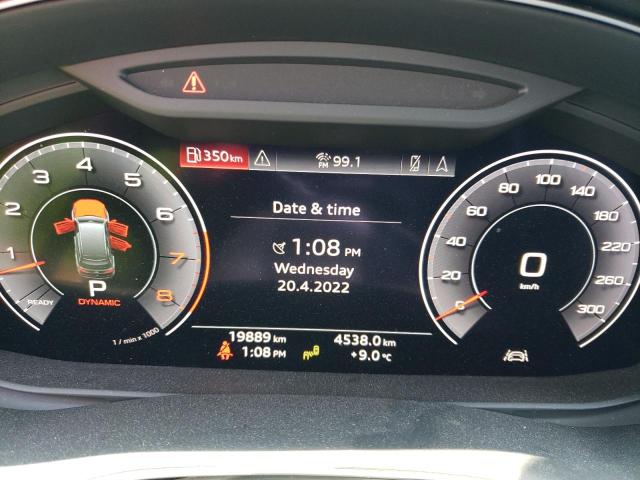 350 km
FM 99.1
Date & time
1:08 PM
Wednesday
20.4.2022
19889 km
4538.0 km
1:08 PM
+9.0 °C
1 2 3 4 5 6 7 8
READY
P
DYNAMIC
1 / min x 1000
20 60 80 100 140 180 220 260 300
0
km/h